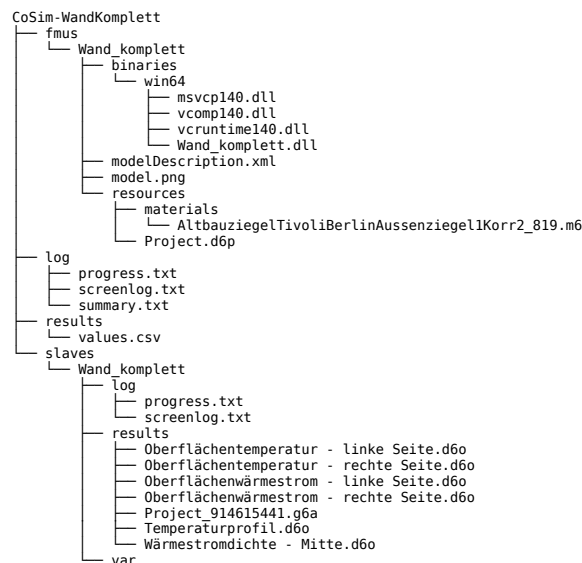 CoSim-WandKomplett
├── fmus
│   └── Wand_komplett
│       ├── binaries
│       │   └── win64
│       │       ├── msvcp140.dll
│       │       ├── vcomp140.dll
│       │       ├── vcruntime140.dll
│       │       └── Wand_komplett.dll
│       ├── modelDescription.xml
│       ├── model.png
│       └── resources
│           ├── materials
│           │   └── AltbauziegelTivoliBerlinAussenziegel1Korr2_819.m6
│           └── Project.d6p
├── log
│   ├── progress.txt
│   ├── screenlog.txt
│   └── summary.txt
├── results
│   └── values.csv
└── slaves
    └── Wand_komplett
        ├── log
        │   ├── progress.txt
        │   └── screenlog.txt
        ├── results
        │   ├── Oberflächentemperatur - linke Seite.d6o
        │   ├── Oberflächentemperatur - rechte Seite.d6o
        │   ├── Oberflächenwärmestrom - linke Seite.d6o
        │   ├── Oberflächenwärmestrom - rechte Seite.d6o
        │   ├── Project_914615441.g6a
        │   ├── Temperaturprofil.d6o
        │   └── Wärmestromdichte - Mitte.d6o
        └── var